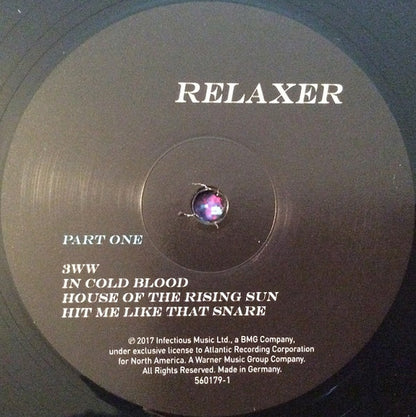 RELAXER
PART ONE
3WW
IN COLD BLOOD
HOUSE OF THE RISING SUN
HIT ME LIKE THAT SNARE
℗ 2017 Infectious Music Ltd., a BMG Company,
under exclusive license to Atlantic Recording Corporation
for North America. A Warner Music Group Company.
All Rights Reserved. Made in Germany.
560179-1